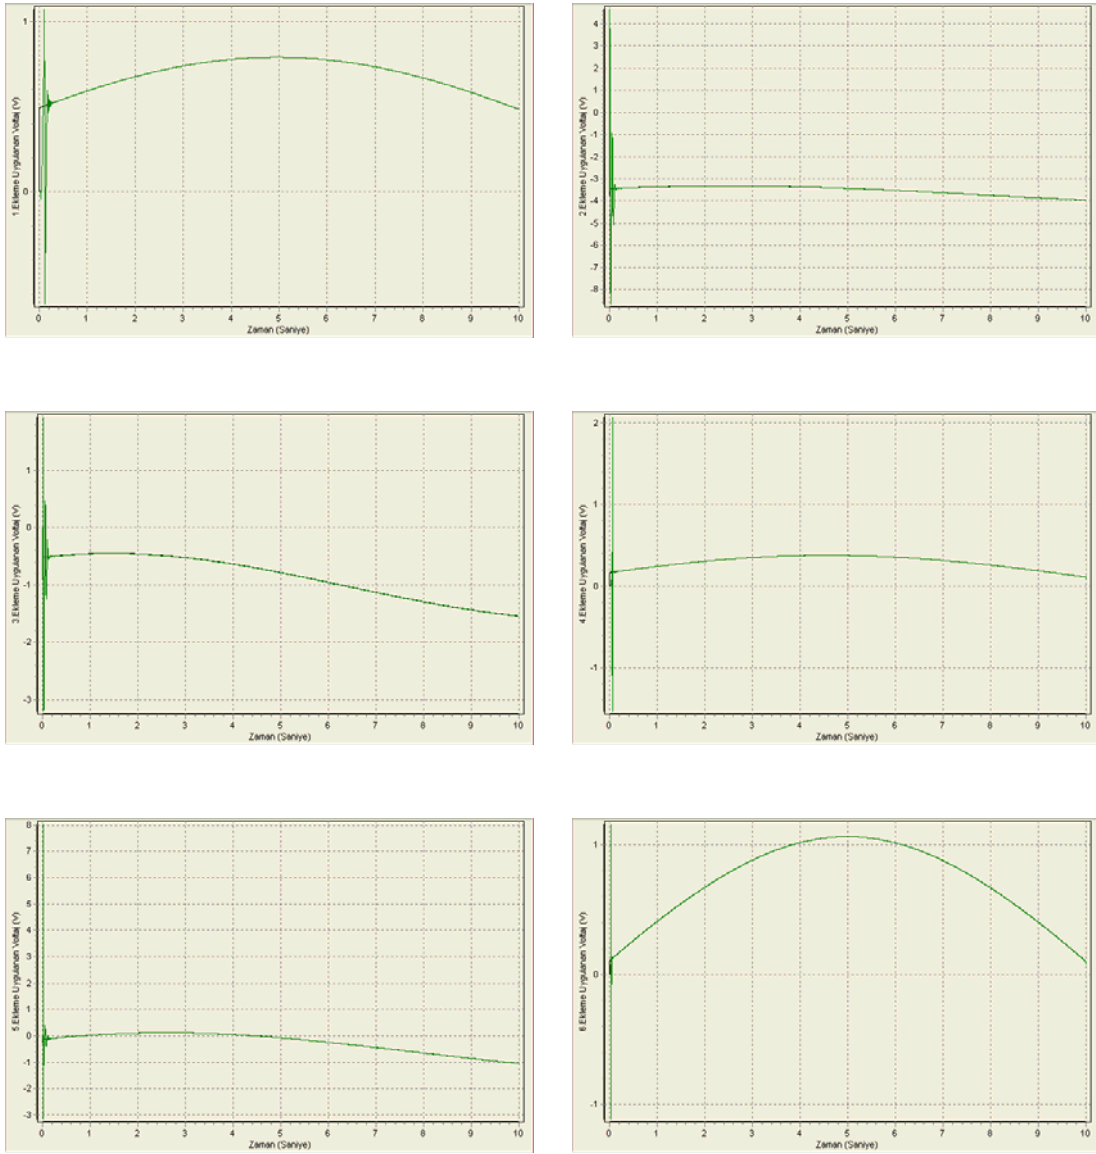 1.Ekleme Uygulanan Voltaj (V)
1
0
0 1 2 3 4 5 6 7 8 9 10
Zaman (Saniye)
2.Ekleme Uygulanan Voltaj (V)
4
3
2
1
0
-1
-2
-3
-4
-5
-6
-7
-8
0 1 2 3 4 5 6 7 8 9 10
Zaman (Saniye)
3.Ekleme Uygulanan Voltaj (V)
1
0
-1
-2
-3
0 1 2 3 4 5 6 7 8 9 10
Zaman (Saniye)
4.Ekleme Uygulanan Voltaj (V)
2
1
0
-1
0 1 2 3 4 5 6 7 8 9 10
Zaman (Saniye)
5.Ekleme Uygulanan Voltaj (V)
8
7
6
5
4
3
2
1
0
-1
-2
-3
0 1 2 3 4 5 6 7 8 9 10
Zaman (Saniye)
6.Ekleme Uygulanan Voltaj (V)
1
0
-1
0 1 2 3 4 5 6 7 8 9 10
Zaman (Saniye)